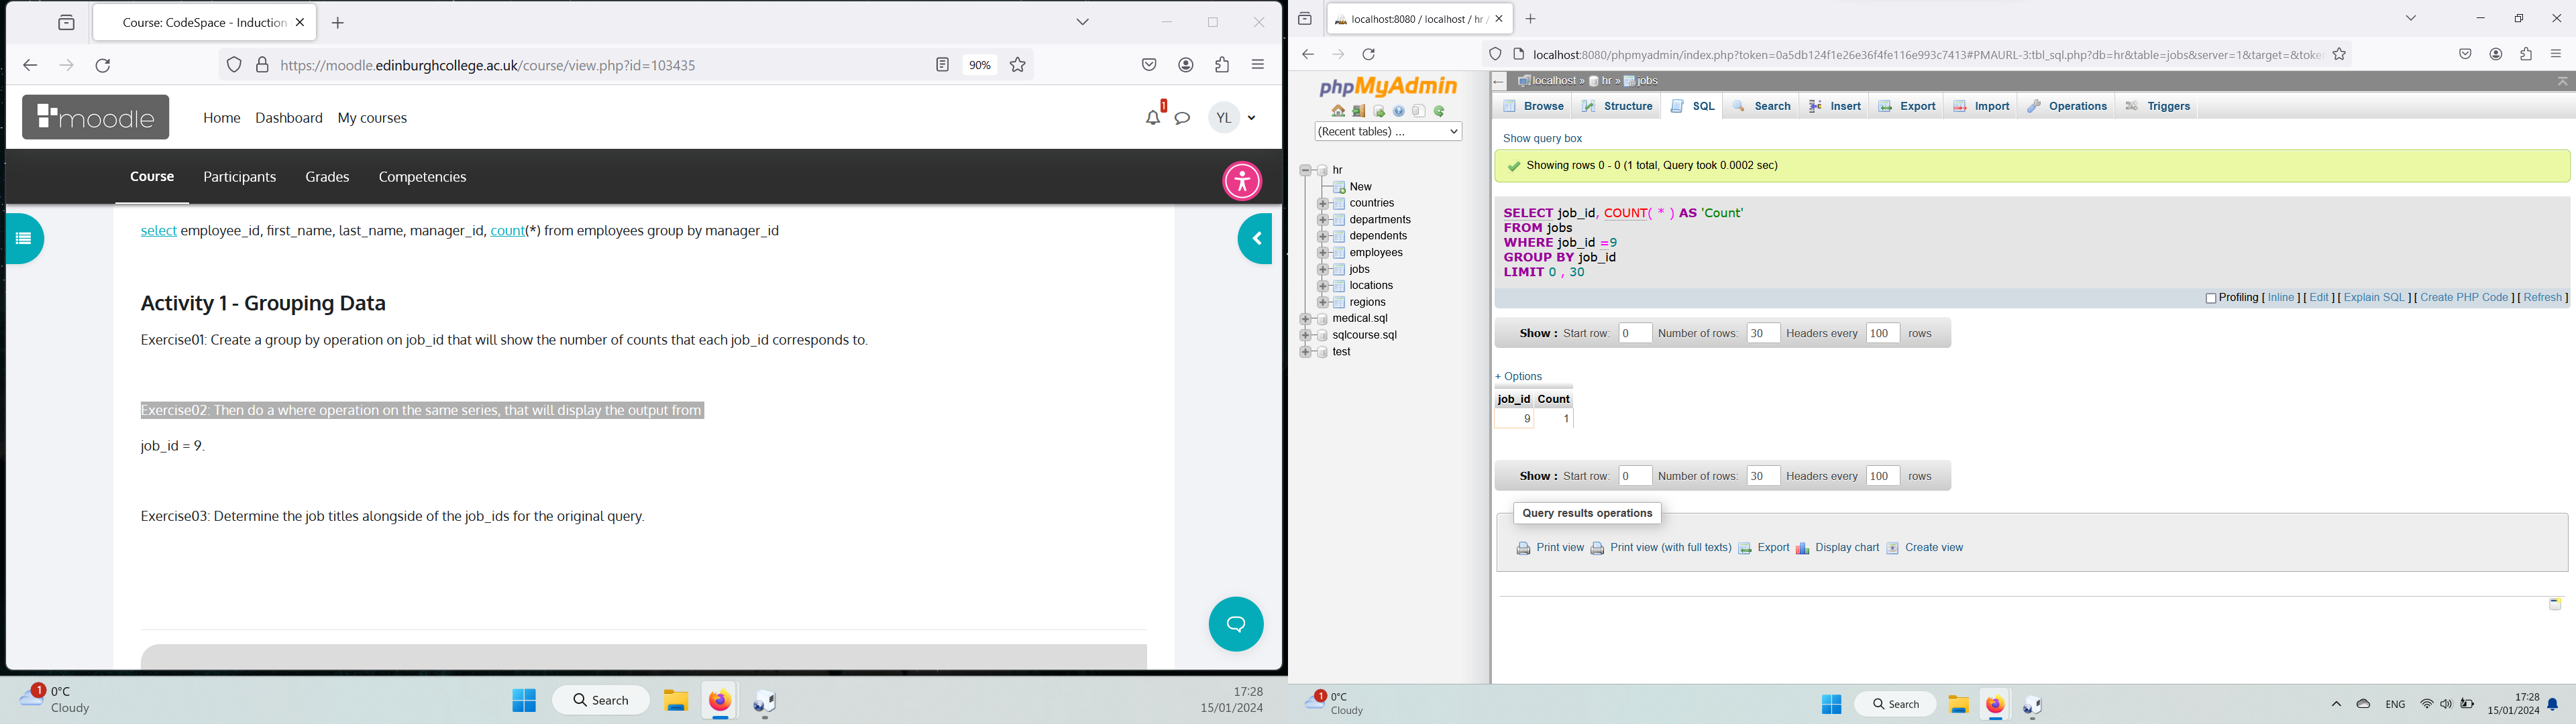 Course: CodeSpace - Induction
https://moodle.edinburghcollege.ac.uk/course/view.php?id=103435
90%
moodle
Home Dashboard My courses
1
YL
Course Participants Grades Competencies
select employee_id, first_name, last_name, manager_id, count(*) from employees group by manager_id
Activity 1 - Grouping Data
Exercise01: Create a group by operation on job_id that will show the number of counts that each job_id corresponds to.
Exercise02: Then do a where operation on the same series, that will display the output from
job_id = 9.
Exercise03: Determine the job titles alongside of the job_ids for the original query.
1
0°C
Cloudy
Search
17:28
15/01/2024
localhost:8080 / localhost / hr /
localhost:8080/phpmyadmin/index.php?token=0a5db124f1e26e36f4fe116e993c7413#PMAURL-3:tbl_sql.php?db=hr&table=jobs&server=1&target=&toke
phpMyAdmin
(Recent tables) ...
hr
New
countries
departments
dependents
employees
jobs
locations
regions
medical.sql
sqlcourse.sql
test
localhost » hr » jobs
Browse Structure SQL Search Insert Export Import Operations Triggers
Show query box
Showing rows 0 - 0 (1 total, Query took 0.0002 sec)
SELECT job_id, COUNT( * ) AS 'Count'
FROM jobs
WHERE job_id =9
GROUP BY job_id
LIMIT 0 , 30
Profiling [ Inline ] [ Edit ] [ Explain SQL ] [ Create PHP Code ] [ Refresh ]
Show : Start row: 0 Number of rows: 30 Headers every 100 rows
+ Options
job_id Count
9 1
Show : Start row: 0 Number of rows: 30 Headers every 100 rows
Query results operations
Print view Print view (with full texts) Export Display chart Create view
1
0°C
Cloudy
Search
ENG
17:28
15/01/2024